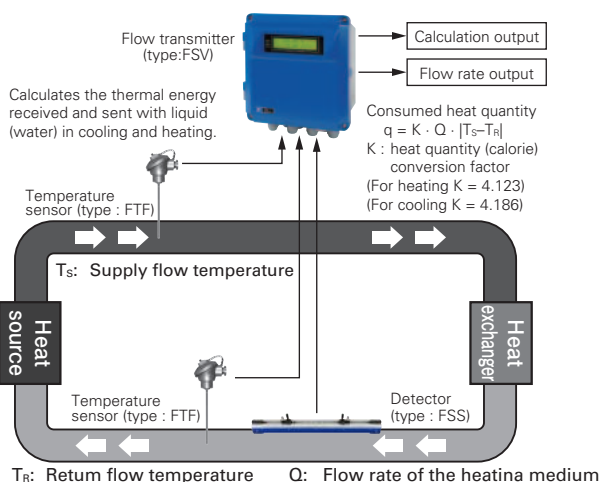 Flow transmitter
(type:FSV)
Calculation output
Flow rate output
Calculates the thermal energy
received and sent with liquid
(water) in cooling and heating.
Consumed heat quantity
q = K · Q · |Ts–TR|
K : heat quantity (calorie)
conversion factor
(For heating K = 4.123)
(For cooling K = 4.186)
Temperature
sensor (type : FTF)
Ts: Supply flow temperature
Heat
source
Heat
exchanger
Temperature
sensor (type : FTF)
Detector
(type : FSS)
TR: Retum flow temperature Q: Flow rate of the heatina medium